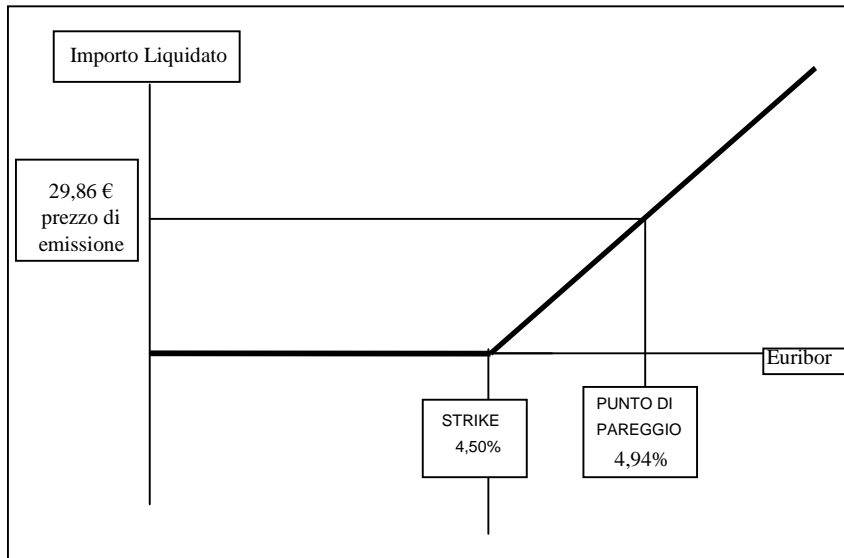 Importo Liquidato
29,86 €
prezzo di
emissione
Euribor
STRIKE
4,50%
PUNTO DI
PAREGGIO
4,94%